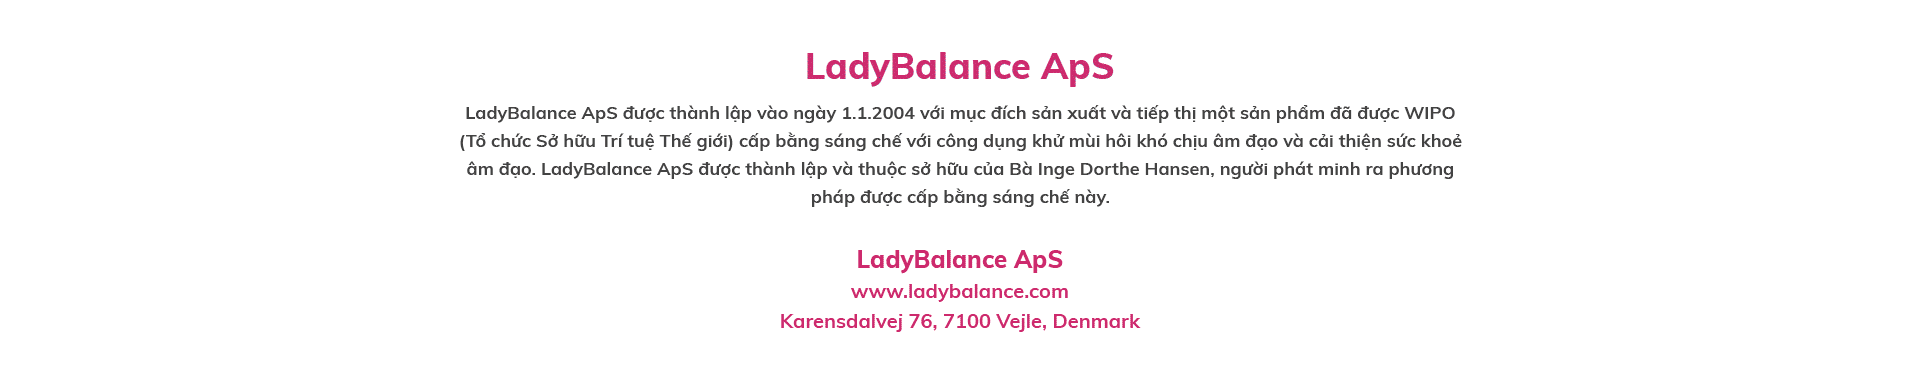 LadyBalance ApS
LadyBalance ApS được thành lập vào ngày 1.1.2004 với mục đích sản xuất và tiếp thị một sản phẩm đã được WIPO
(Tổ chức Sở hữu Trí tuệ Thế giới) cấp bằng sáng chế với công dụng khử mùi hôi khó chịu âm đạo và cải thiện sức khoẻ
âm đạo. LadyBalance ApS được thành lập và thuộc sở hữu của Bà Inge Dorthe Hansen, người phát minh ra phương
pháp được cấp bằng sáng chế này.
LadyBalance ApS
www.ladybalance.com
Karensdalvej 76, 7100 Vejle, Denmark